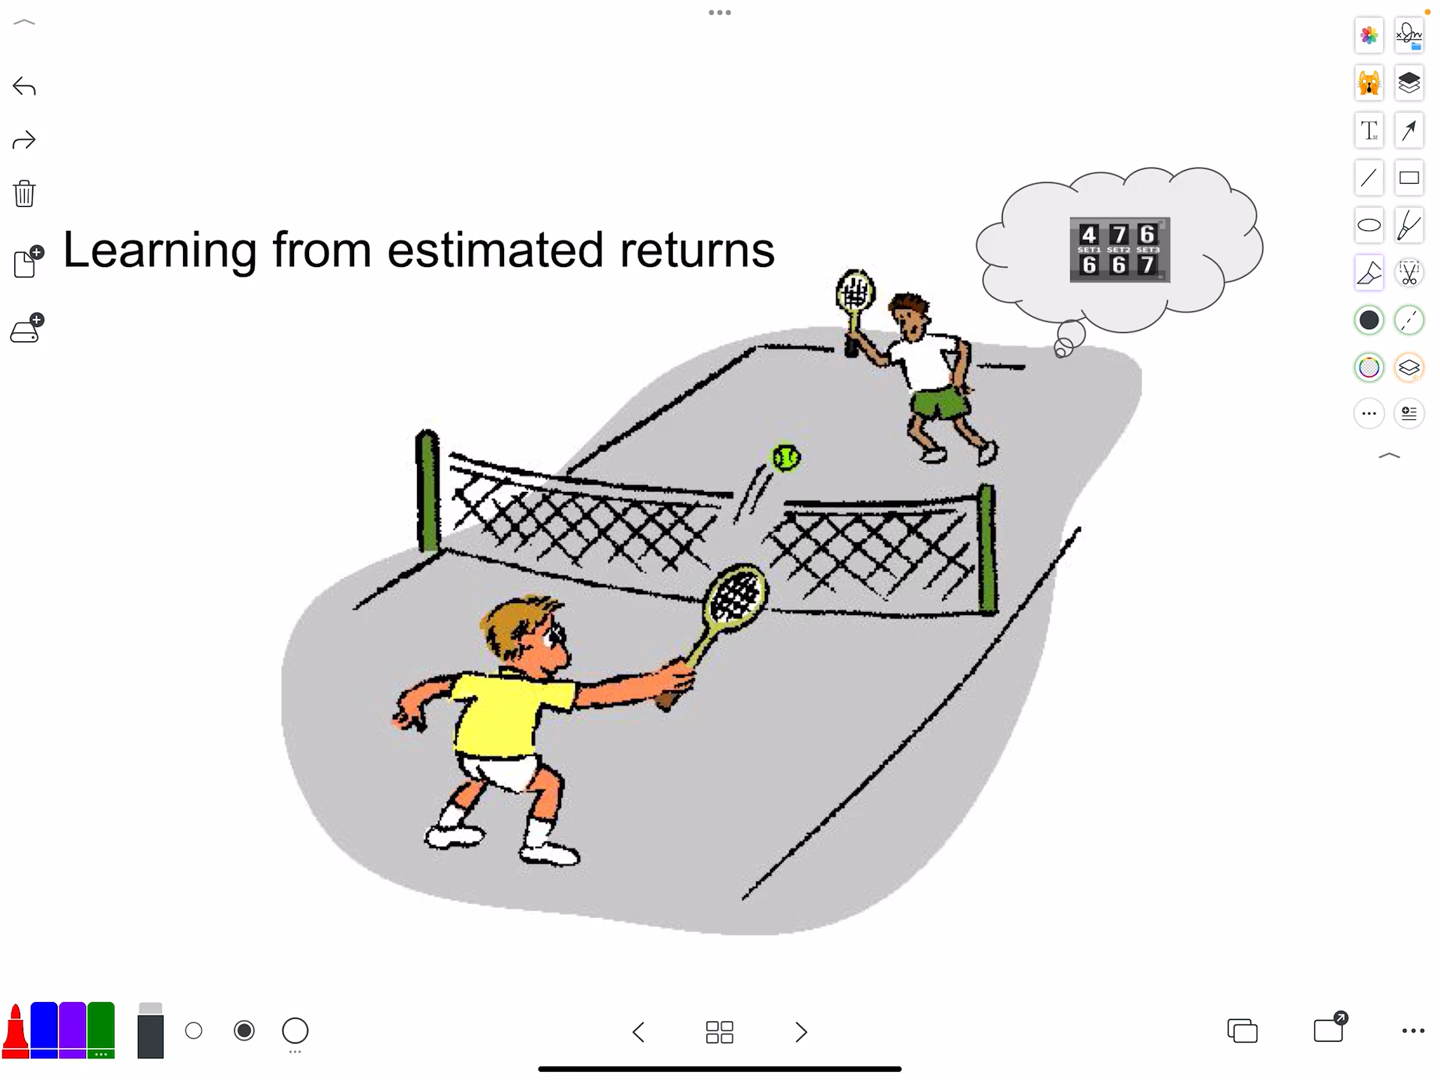 Learning from estimated returns
4 7 6
SET1 SET2 SET3
6 6 7
T